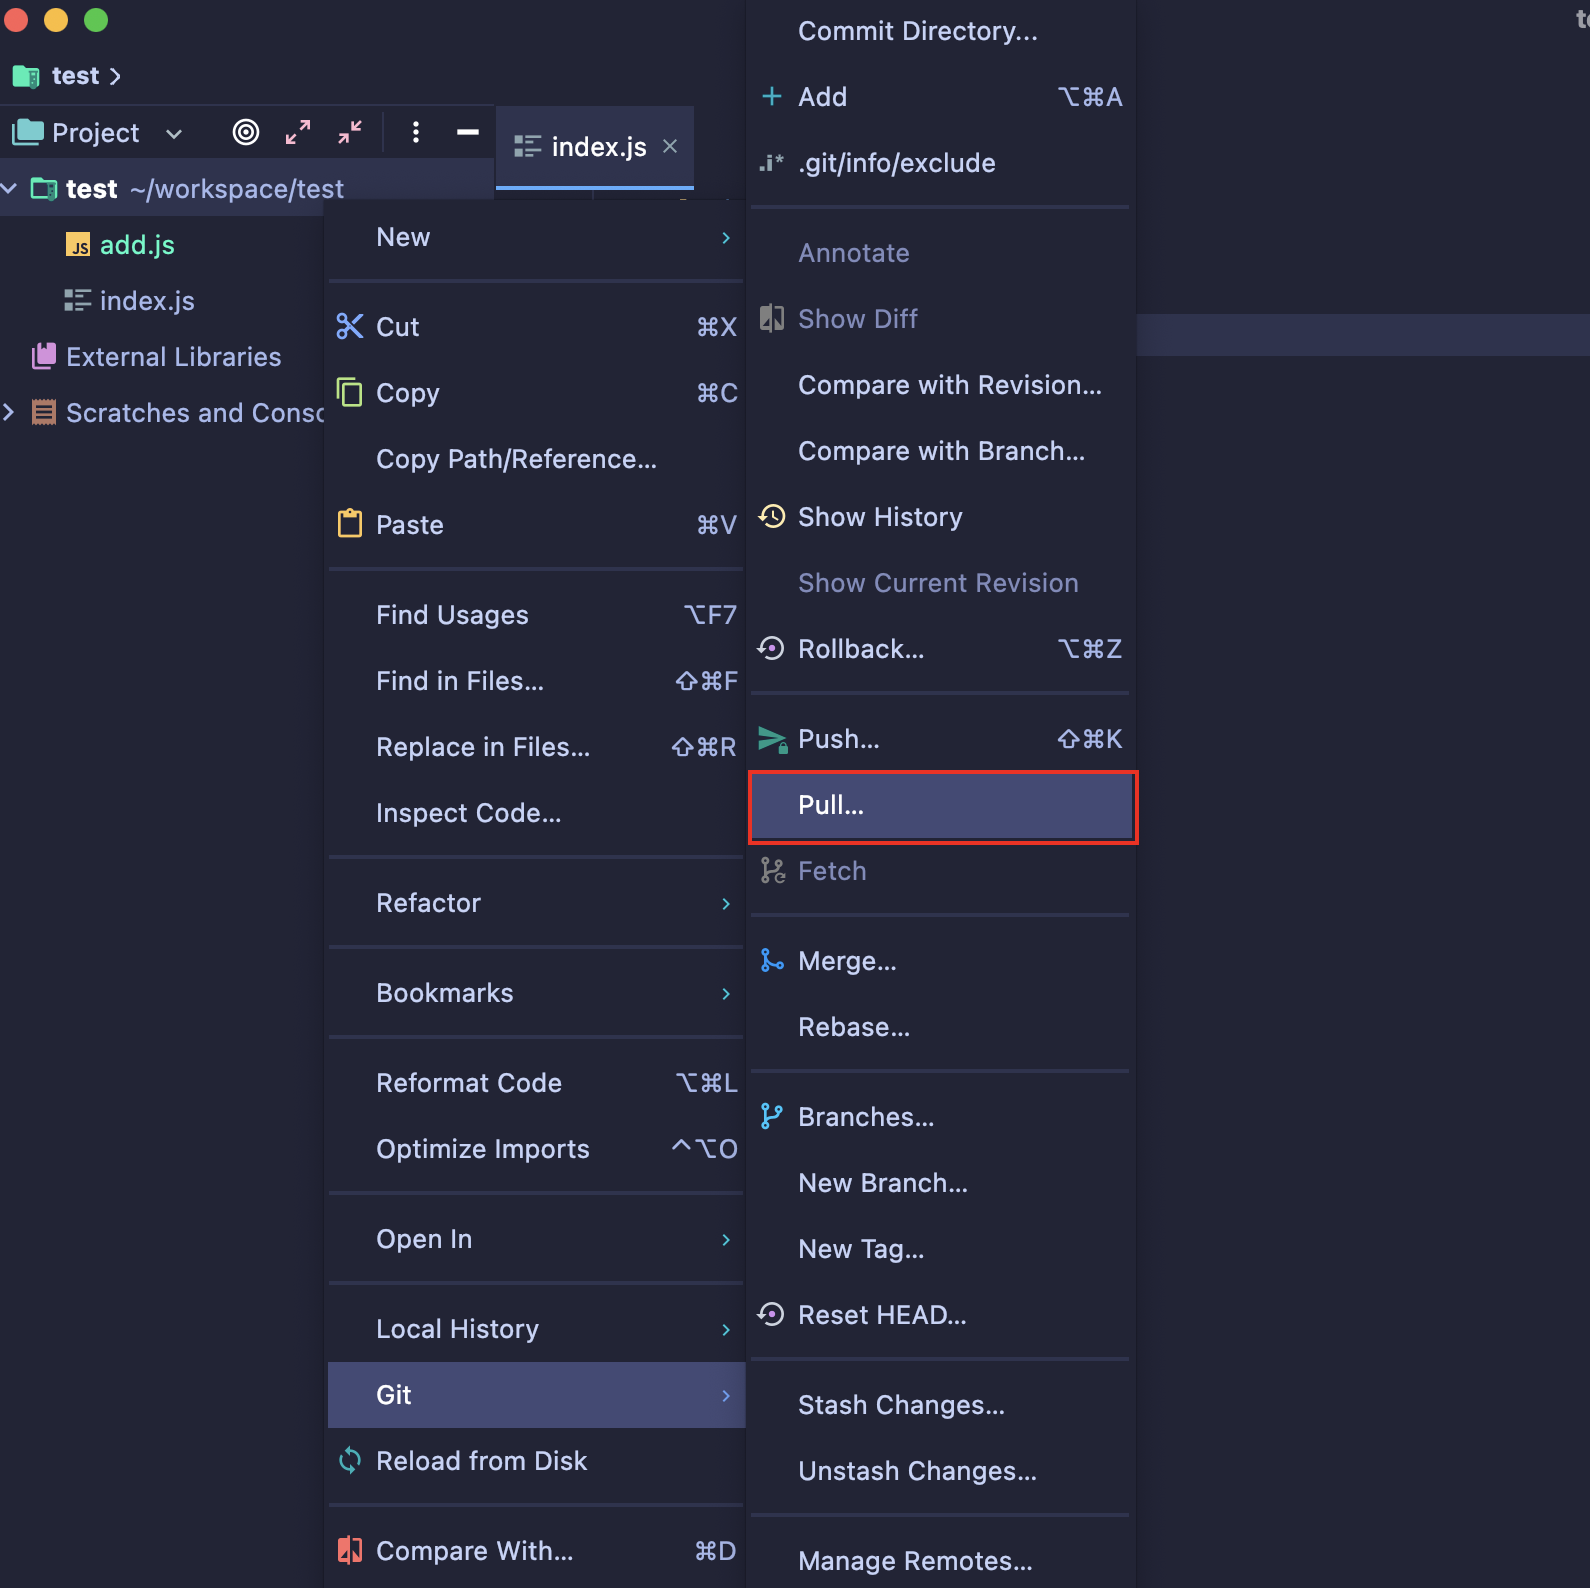 test
Project
test ~/workspace/test
add.js
index.js
External Libraries
Scratches and Conso
index.js
New
Cut ⌘X
Copy ⌘C
Copy Path/Reference...
Paste ⌘V
Find Usages ⌥F7
Find in Files... ⇧⌘F
Replace in Files... ⇧⌘R
Inspect Code...
Refactor
Bookmarks
Reformat Code ⌥⌘L
Optimize Imports ^⌥O
Open In
Local History
Git
Reload from Disk
Compare With... ⌘D
Commit Directory...
Add ⌥⌘A
.git/info/exclude
Annotate
Show Diff
Compare with Revision...
Compare with Branch...
Show History
Show Current Revision
Rollback... ⌥⌘Z
Push... ⇧⌘K
Pull...
Fetch
Merge...
Rebase...
Branches...
New Branch...
New Tag...
Reset HEAD...
Stash Changes...
Unstash Changes...
Manage Remotes...